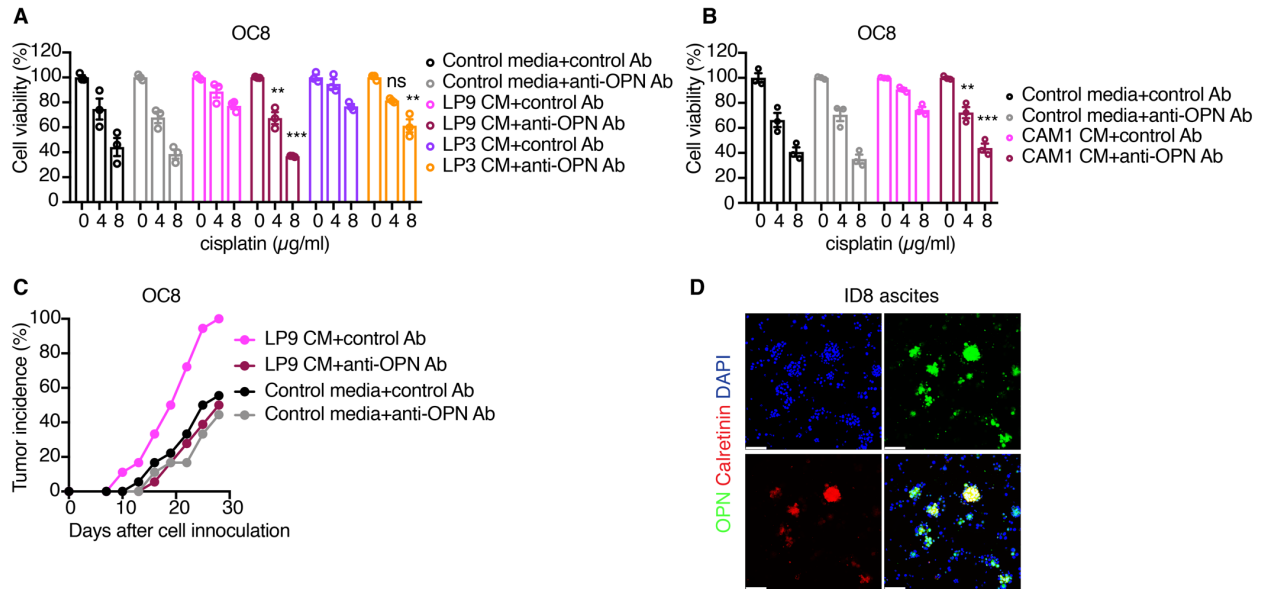 A
OC8
Cell viability (%)
120
100
80
60
40
20
0
** *** ns **
0 4 8 0 4 8 0 4 8 0 4 8 0 4 8 0 4 8
cisplatin (µg/ml)
Control media+control Ab
Control media+anti-OPN Ab
LP9 CM+control Ab
LP9 CM+anti-OPN Ab
LP3 CM+control Ab
LP3 CM+anti-OPN Ab
B
OC8
Cell viability (%)
120
100
80
60
40
20
0
** ***
0 4 8 0 4 8 0 4 8 0 4 8
cisplatin (µg/ml)
Control media+control Ab
Control media+anti-OPN Ab
CAM1 CM+control Ab
CAM1 CM+anti-OPN Ab
C
OC8
Tumor incidence (%)
100
80
60
40
20
0
0 10 20 30
Days after cell innoculation
LP9 CM+control Ab
LP9 CM+anti-OPN Ab
Control media+control Ab
Control media+anti-OPN Ab
D
ID8 ascites
OPN Calretinin DAPI